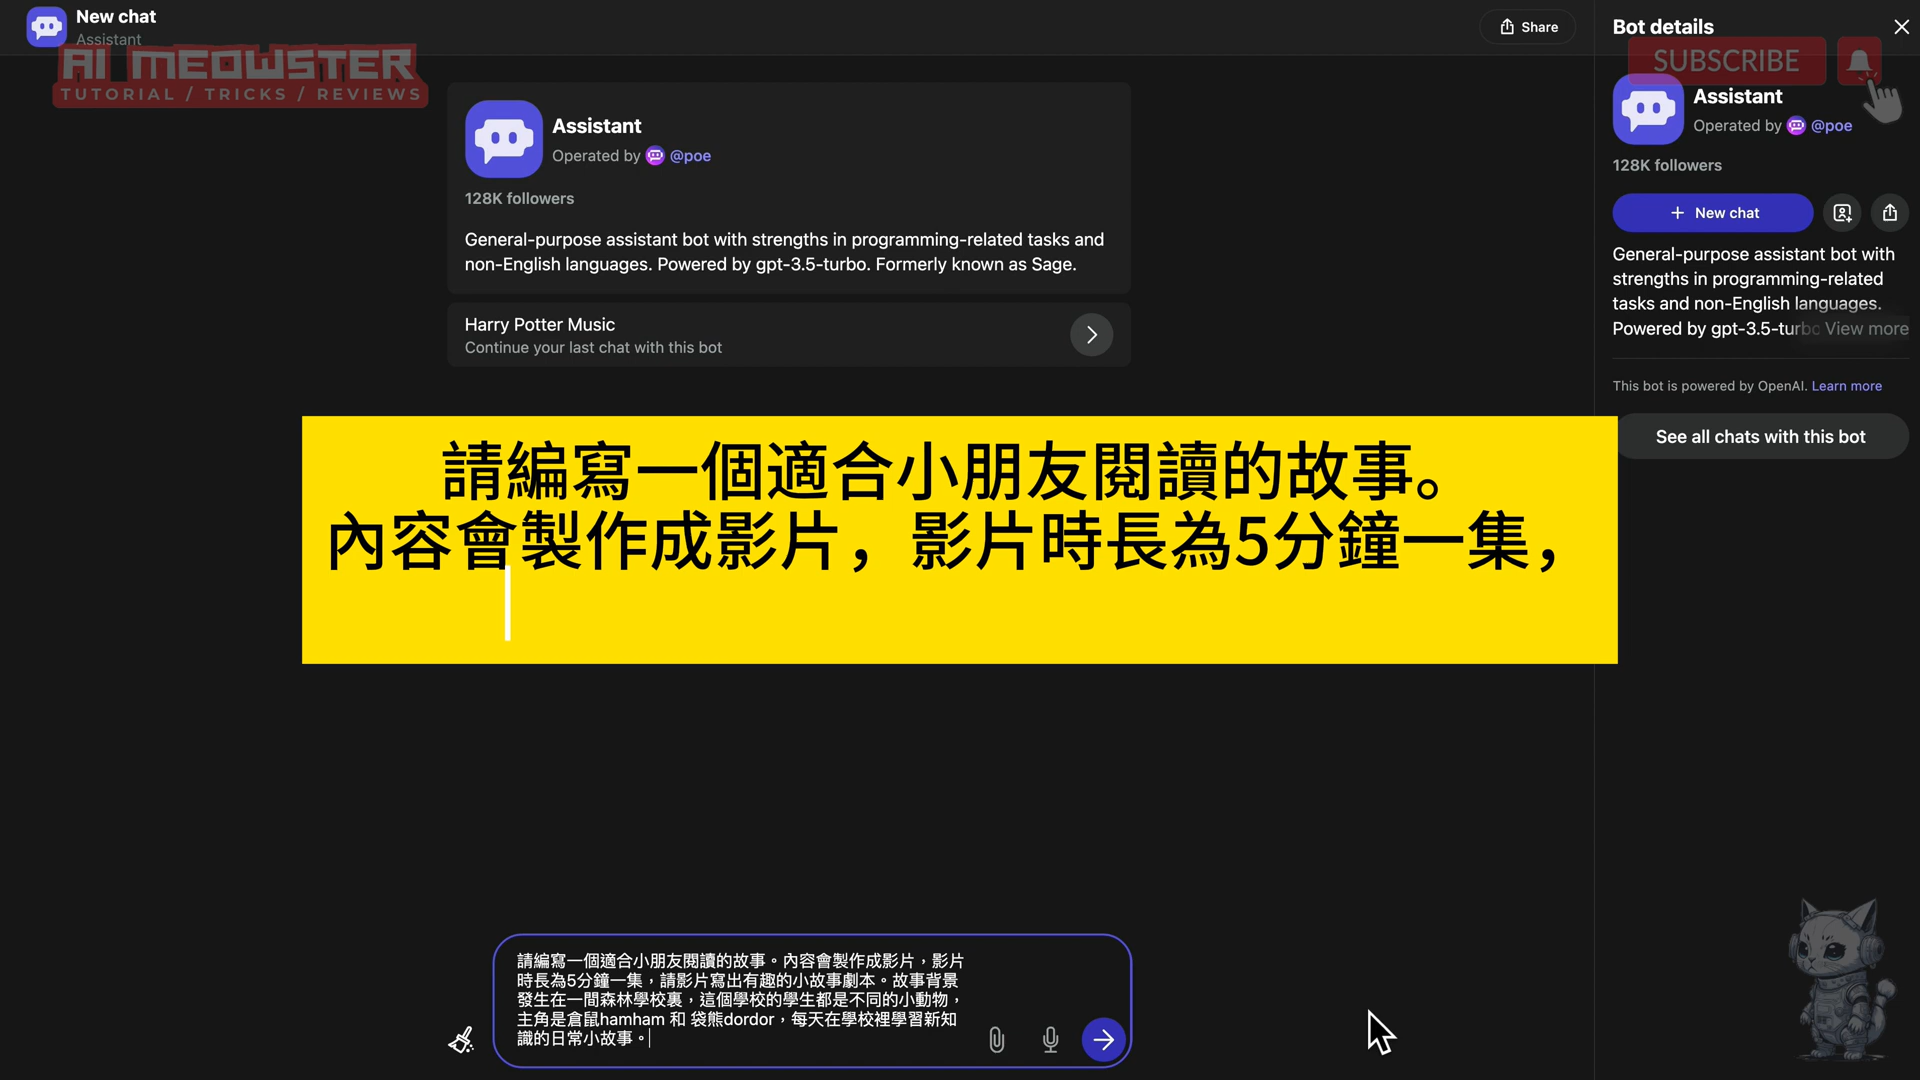 New chat
Assistant
AI MEOWSTER
TUTORIAL / TRICKS / REVIEWS
Share
Assistant
Operated by @poe
128K followers
General-purpose assistant bot with strengths in programming-related tasks and
non-English languages. Powered by gpt-3.5-turbo. Formerly known as Sage.
Harry Potter Music
Continue your last chat with this bot
請編寫一個適合小朋友閱讀的故事。
內容會製作成影片，影片時長為5分鐘一集，
請編寫一個適合小朋友閱讀的故事。內容會製作成影片，影片
時長為5分鐘一集，請影片寫出有趣的小故事劇本。故事背景
發生在一間森林學校裏，這個學校的學生都是不同的小動物，
主角是倉鼠hamham 和 袋熊dordor，每天在學校裡學習新知
識的日常小故事。
Bot details
SUBSCRIBE
Assistant
Operated by @poe
128K followers
New chat
General-purpose assistant bot with
strengths in programming-related
tasks and non-English languages.
Powered by gpt-3.5-turbo View more
This bot is powered by OpenAI. Learn more
See all chats with this bot